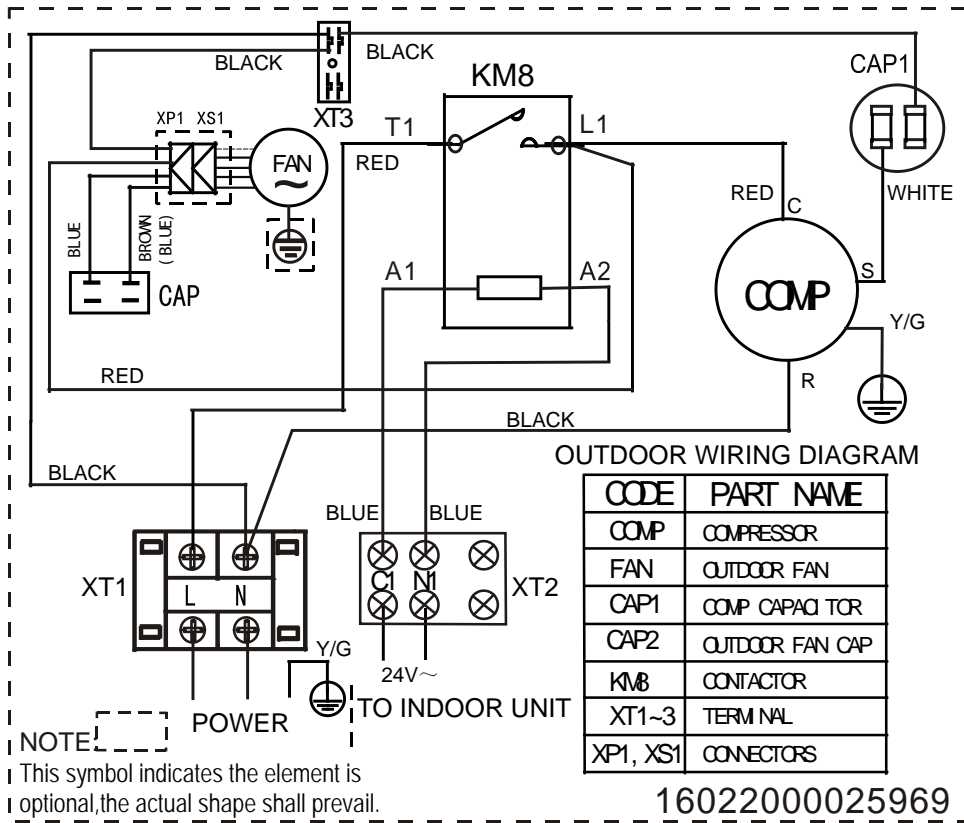 BLACK
BLACK
XT3
KM8
CAP1
XP1 XS1
T1
L1
RED
FAN
~
RED
C
WHITE
BLUE
BROWN
(BLUE)
CAP
A1
A2
COMP
S
Y/G
RED
R
BLACK
BLACK
OUTDOOR WIRING DIAGRAM
CODE PART NAME
COMP COMPRESSOR
FAN OUTDOOR FAN
CAP1 COMP CAPACITOR
CAP2 OUTDOOR FAN CAP
KM8 CONTACTOR
XT1~3 TERMINAL
XP1, XS1 CONNECTORS
BLUE BLUE
XT1
L N
C1 N1
XT2
Y/G
24V~
POWER
TO INDOOR UNIT
NOTE:
This symbol indicates the element is
optional,the actual shape shall prevail.
16022000025969